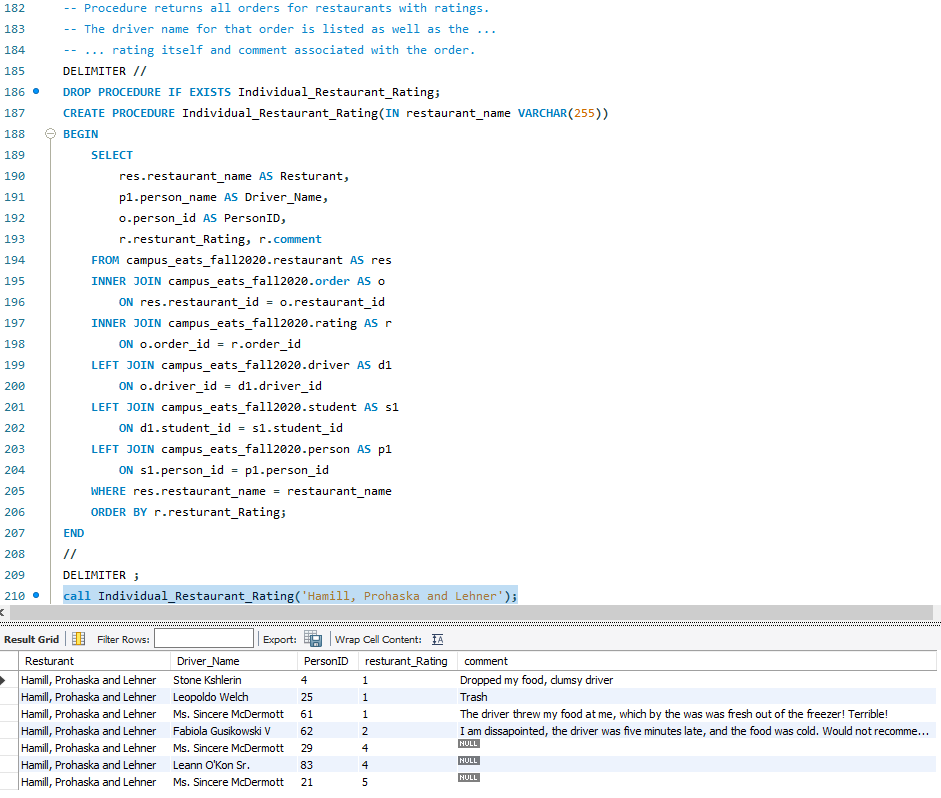 182 -- Procedure returns all orders for restaurants with ratings.
183 -- The driver name for that order is listed as well as the ...
184 -- ... rating itself and comment associated with the order.
185 DELIMITER //
186 DROP PROCEDURE IF EXISTS Individual_Restaurant_Rating;
187 CREATE PROCEDURE Individual_Restaurant_Rating(IN restaurant_name VARCHAR(255))
188 BEGIN
189 SELECT
190 res.restaurant_name AS Resturant,
191 p1.person_name AS Driver_Name,
192 o.person_id AS PersonID,
193 r.resturant_Rating, r.comment
194 FROM campus_eats_fall2020.restaurant AS res
195 INNER JOIN campus_eats_fall2020.order AS o
196 ON res.restaurant_id = o.restaurant_id
197 INNER JOIN campus_eats_fall2020.rating AS r
198 ON o.order_id = r.order_id
199 LEFT JOIN campus_eats_fall2020.driver AS d1
200 ON o.driver_id = d1.driver_id
201 LEFT JOIN campus_eats_fall2020.student AS s1
202 ON d1.student_id = s1.student_id
203 LEFT JOIN campus_eats_fall2020.person AS p1
204 ON s1.person_id = p1.person_id
205 WHERE res.restaurant_name = restaurant_name
206 ORDER BY r.resturant_Rating;
207 END
208 //
209 DELIMITER ;
210 call Individual_Restaurant_Rating('Hamill, Prohaska and Lehner');
Result Grid Filter Rows: Export: Wrap Cell Content:
Resturant Driver_Name PersonID resturant_Rating comment
Hamill, Prohaska and Lehner Stone Kshlerin 4 1 Dropped my food, clumsy driver
Hamill, Prohaska and Lehner Leopoldo Welch 25 1 Trash
Hamill, Prohaska and Lehner Ms. Sincere McDermott 61 1 The driver threw my food at me, which by the was was fresh out of the freezer! Terrible!
Hamill, Prohaska and Lehner Fabiola Gusikowski V 62 2 I am dissapointed, the driver was five minutes late, and the food was cold. Would not recomme...
Hamill, Prohaska and Lehner Ms. Sincere McDermott 29 4 NULL
Hamill, Prohaska and Lehner Leann O'Kon Sr. 83 4 NULL
Hamill, Prohaska and Lehner Ms. Sincere McDermott 21 5 NULL